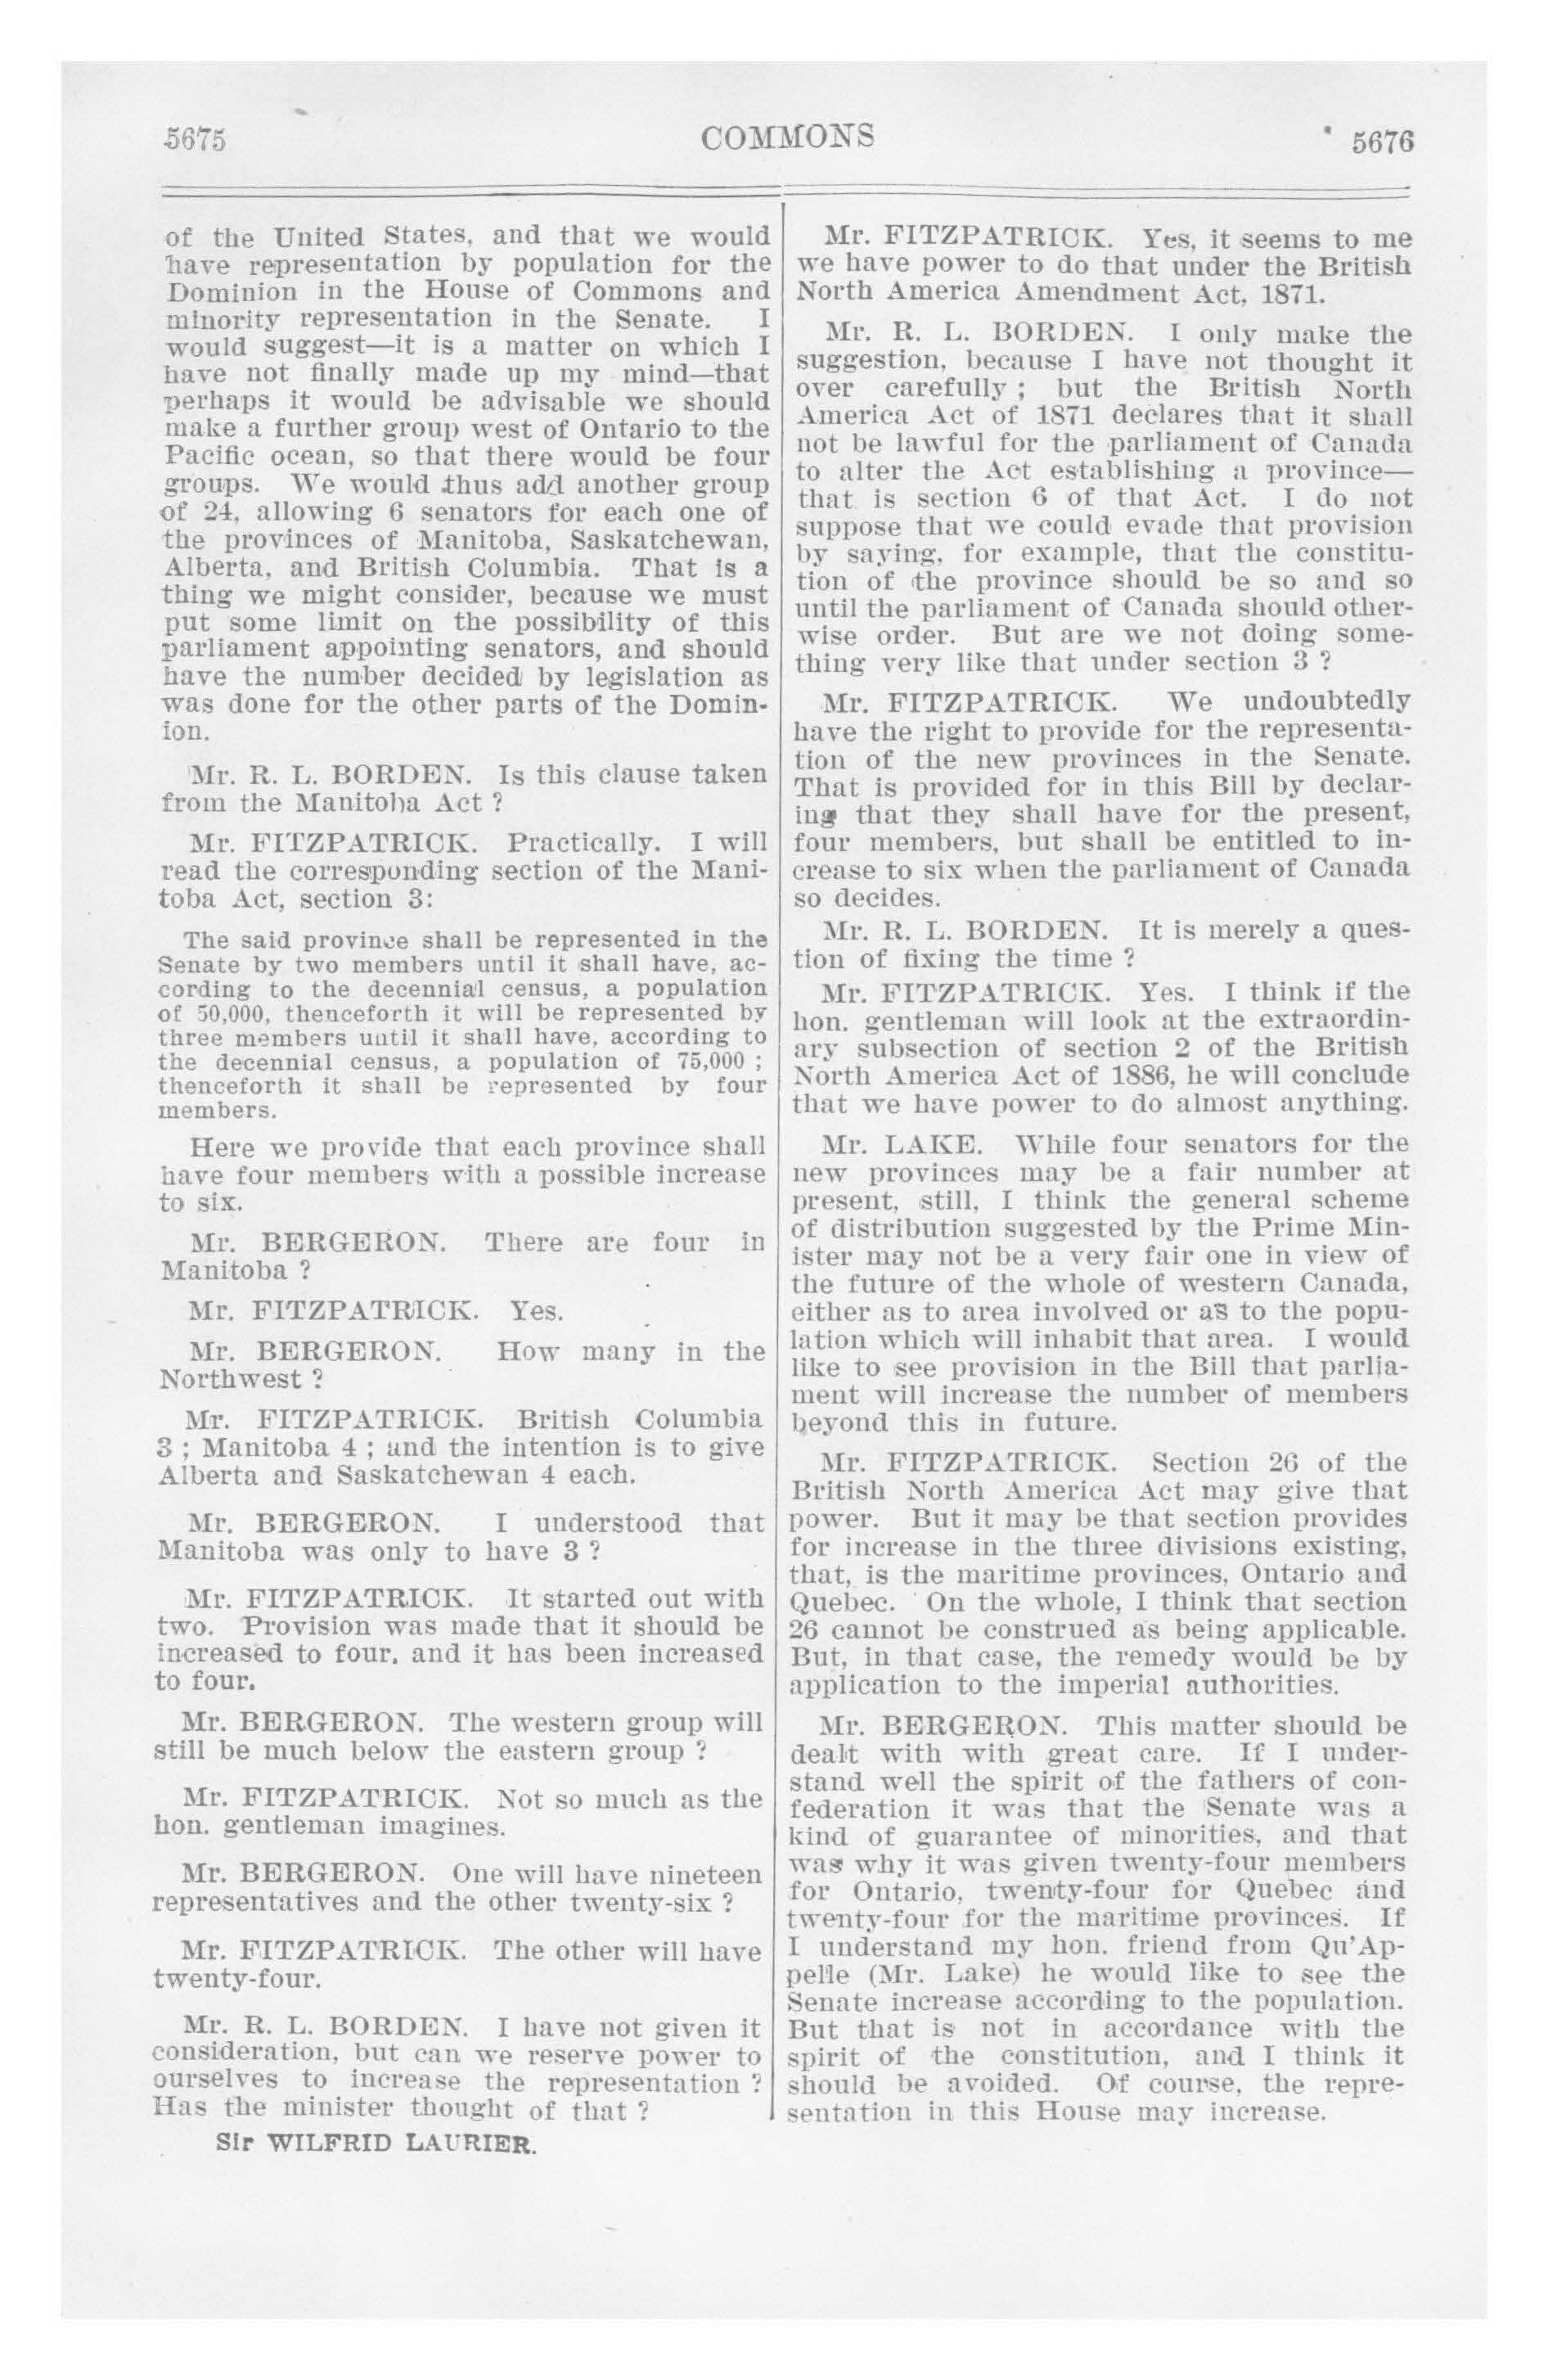 5675
COMMONS
5676
of the United States, and that we would
have representation by population for the
Dominion in the House of Commons and
minority representation in the Senate. I
would suggest—it is a matter on which I
have not finally made up my mind—that
perhaps it would be advisable we should
make a further group west of Ontario to the
Pacific ocean, so that there would be four
groups. We would thus add another group
of 24, allowing 6 senators for each one of
the provinces of Manitoba, Saskatchewan,
Alberta, and British Columbia. That is a
thing we might consider, because we must
put some limit on the possibility of this
parliament appointing senators, and should
have the number decided by legislation as
was done for the other parts of the Domin-
ion.
Mr. R. L. BORDEN. Is this clause taken
from the Manitoba Act ?
Mr. FITZPATRICK. Practically. I will
read the corresponding section of the Mani-
toba Act, section 3:
The said province shall be represented in the
Senate by two members until it shall have, ac-
cording to the decennial census, a population
of 50,000, thenceforth it will be represented by
three members until it shall have, according to
the decennial census, a population of 75,000 ;
thenceforth it shall be represented by four
members.
Here we provide that each province shall
have four members with a possible increase
to six.
Mr. BERGERON. There are four in
Manitoba ?
Mr. FITZPATRICK. Yes.
Mr. BERGERON. How many in the
Northwest ?
Mr. FITZPATRICK. British Columbia
3 ; Manitoba 4 ; and the intention is to give
Alberta and Saskatchewan 4 each.
Mr. BERGERON. I understood that
Manitoba was only to have 3 ?
Mr. FITZPATRICK. It started out with
two. Provision was made that it should be
increased to four, and it has been increased
to four.
Mr. BERGERON. The western group will
still be much below the eastern group ?
Mr. FITZPATRICK. Not so much as the
hon. gentleman imagines.
Mr. BERGERON. One will have nineteen
representatives and the other twenty-six ?
Mr. FITZPATRICK. The other will have
twenty-four.
Mr. R. L. BORDEN. I have not given it
consideration, but can we reserve power to
ourselves to increase the representation ?
Has the minister thought of that ?
Sir WILFRID LAURIER.
Mr. FITZPATRICK. Yes, it seems to me
we have power to do that under the British
North America Amendment Act, 1871.
Mr. R. L. BORDEN. I only make the
suggestion, because I have not thought it
over carefully ; but the British North
America Act of 1871 declares that it shall
not be lawful for the parliament of Canada
to alter the Act establishing a province—
that is section 6 of that Act. I do not
suppose that we could evade that provision
by saying, for example, that the constitu-
tion of the province should be so and so
until the parliament of Canada should other-
wise order. But are we not doing some-
thing very like that under section 3 ?
Mr. FITZPATRICK. We undoubtedly
have the right to provide for the representa-
tion of the new provinces in the Senate.
That is provided for in this Bill by declar-
ing that they shall have for the present,
four members, but shall be entitled to in-
crease to six when the parliament of Canada
so decides.
Mr. R. L. BORDEN. It is merely a ques-
tion of fixing the time ?
Mr. FITZPATRICK. Yes. I think if the
hon. gentleman will look at the extraordin-
ary subsection of section 2 of the British
North America Act of 1886, he will conclude
that we have power to do almost anything.
Mr. LAKE. While four senators for the
new provinces may be a fair number at
present, still, I think the general scheme
of distribution suggested by the Prime Min-
ister may not be a very fair one in view of
the future of the whole of western Canada,
either as to area involved or as to the popu-
lation which will inhabit that area. I would
like to see provision in the Bill that parlia-
ment will increase the number of members
beyond this in future.
Mr. FITZPATRICK. Section 26 of the
British North America Act may give that
power. But it may be that section provides
for increase in the three divisions existing,
that, is the maritime provinces, Ontario and
Quebec. On the whole, I think that section
26 cannot be construed as being applicable.
But, in that case, the remedy would be by
application to the imperial authorities.
Mr. BERGERON. This matter should be
dealt with with great care. If I under-
stand well the spirit of the fathers of con-
federation it was that the Senate was a
kind of guarantee of minorities, and that
was why it was given twenty-four members
for Ontario, twenty-four for Quebec and
twenty-four for the maritime provinces. If
I understand my hon. friend from Qu'Ap-
pelle (Mr. Lake) he would like to see the
Senate increase according to the population.
But that is not in accordance with the
spirit of the constitution, and I think it
should be avoided. Of course, the repre-
sentation in this House may increase.